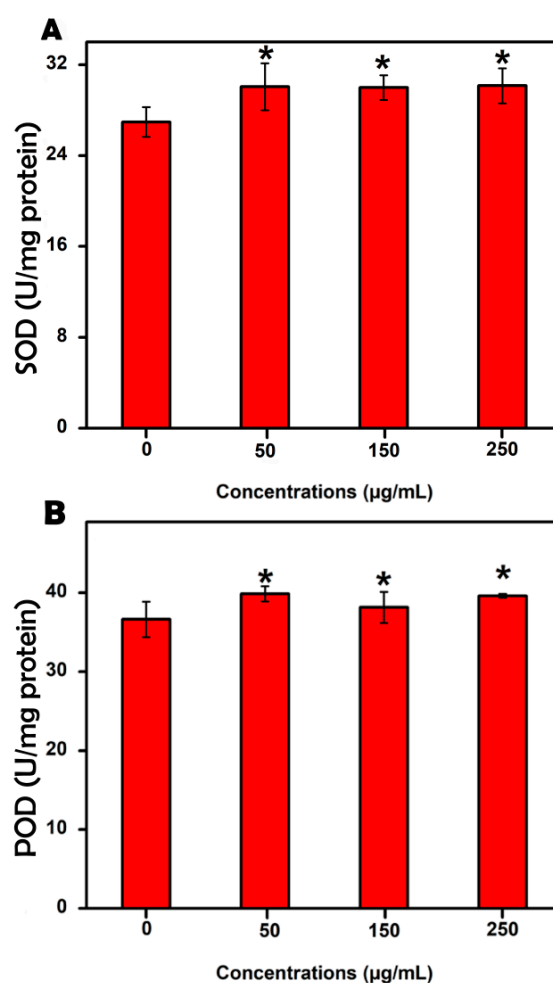 A
* * *
32
24
16
8
0
SOD (U/mg protein)
0 50 150 250
Concentrations (µg/mL)
B
* * *
40
30
20
10
0
POD (U/mg protein)
0 50 150 250
Concentrations (µg/mL)